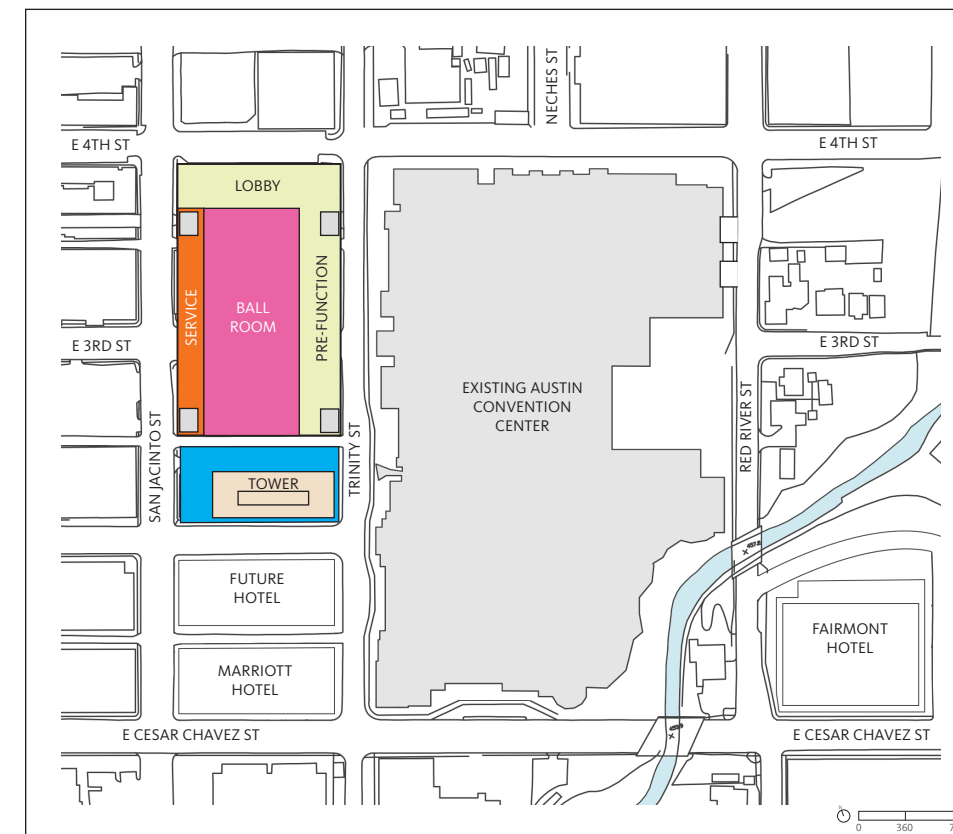 NECHES ST
E 4TH ST
E 4TH ST
LOBBY
SERVICE
BALL
ROOM
PRE-FUNCTION
E 3RD ST
E 3RD ST
EXISTING AUSTIN
CONVENTION
CENTER
SAN JACINTO ST
TRINITY ST
RED RIVER ST
TOWER
FUTURE
HOTEL
FAIRMONT
HOTEL
MARRIOTT
HOTEL
E CESAR CHAVEZ ST
E CESAR CHAVEZ ST
N
0 360